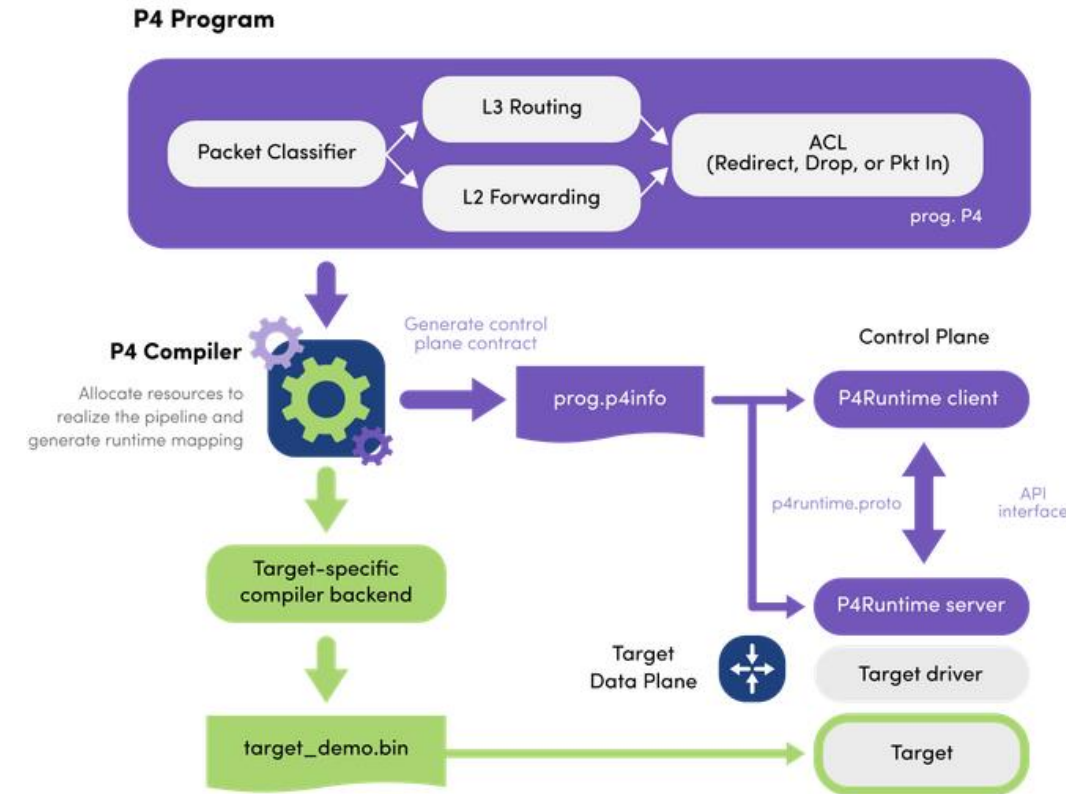 P4 Program
L3 Routing
Packet Classifier
ACL
(Redirect, Drop, or Pkt In)
L2 Forwarding
prog. P4
P4 Compiler
Allocate resources to
realize the pipeline and
generate runtime mapping
Generate control
plane contract
prog.p4info
Control Plane
P4Runtime client
p4runtime.proto
API
interface
P4Runtime server
Target-specific
compiler backend
Target
Data Plane
Target driver
target_demo.bin
Target